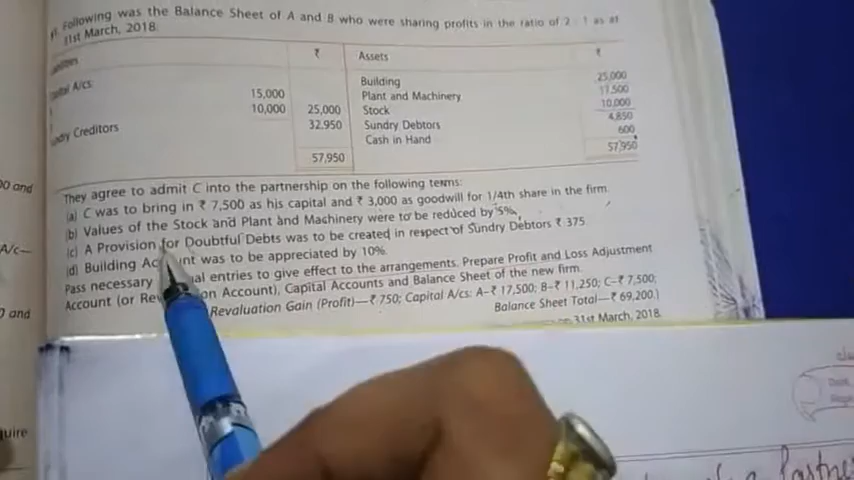 Following was the Balance Sheet of A and B who were sharing profits in the ratio of 2 : 1 as at
31st March, 2018:
₹ Assets ₹
15,000 Building 25,000
10,000 25,000 Plant and Machinery 17,500
32,950 Stock 10,000
Creditors Sundry Debtors 4,850
Cash in Hand 600
57,950 57,950
They agree to admit C into the partnership on the following terms:
(a) C was to bring in ₹ 7,500 as his capital and ₹ 3,000 as goodwill for 1/4th share in the firm.
(b) Values of the Stock and Plant and Machinery were to be reduced by 5%.
(c) A Provision for Doubtful Debts was to be created in respect of Sundry Debtors ₹ 375.
(d) Building was to be appreciated by 10%.
Pass necessary entries to give effect to the arrangements. Prepare Profit and Loss Adjustment
Account (or Account), Capital Accounts and Balance Sheet of the new firm.
Revaluation Gain (Profit)—₹ 750; Capital A/cs: A–₹ 17,500; B–₹ 11,250; C–₹ 7,500;
Balance Sheet Total—₹ 69,200.]
31st March, 2018
00 and
A/c—
0 and
quire